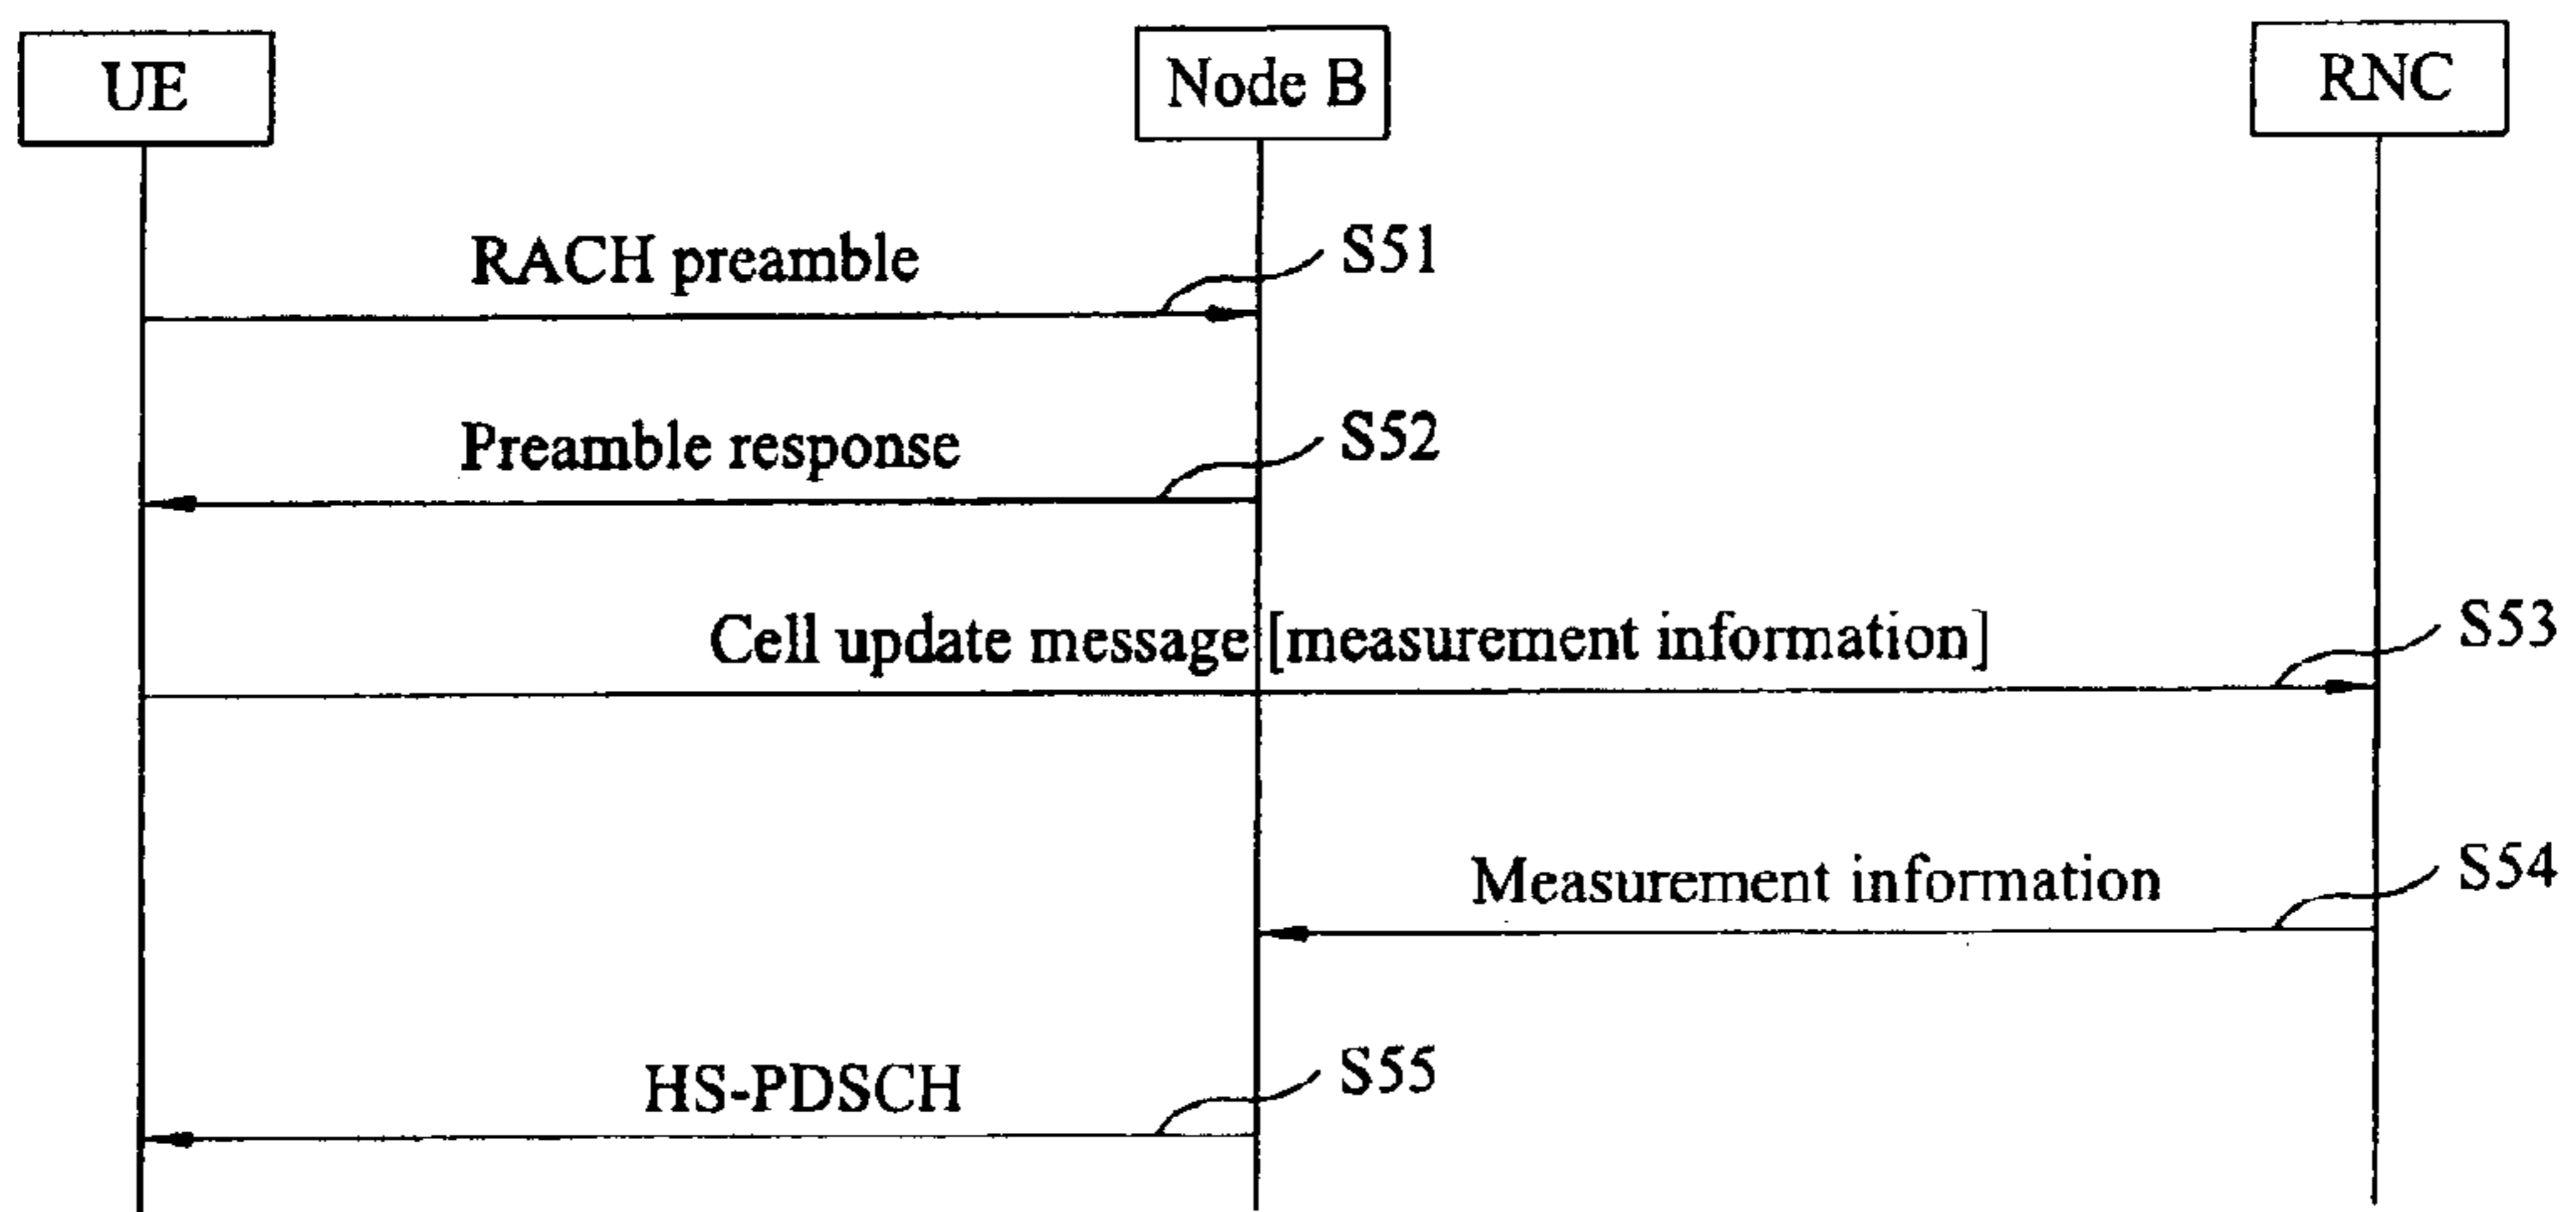 UE
Node B
RNC
RACH preamble
S51
Preamble response
S52
Cell update message [measurement information]
S53
Measurement information
S54
HS-PDSCH
S55